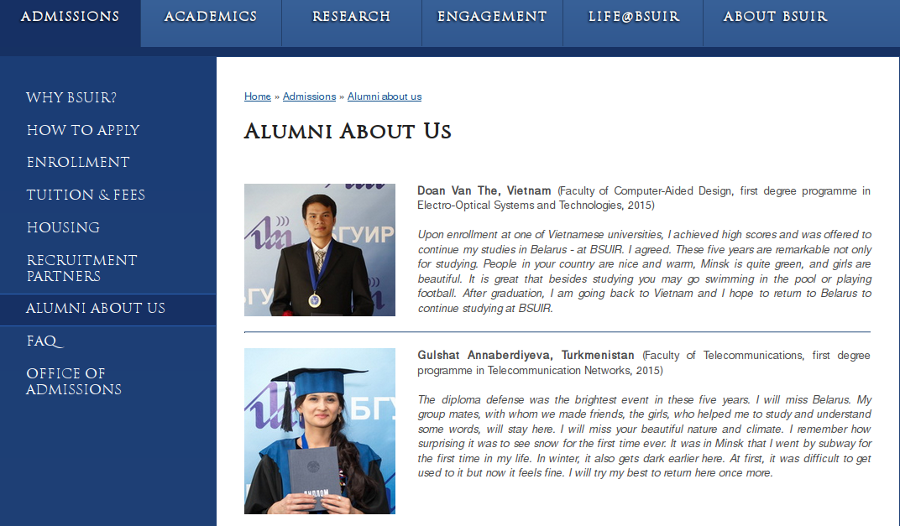 ADMISSIONS
ACADEMICS
RESEARCH
ENGAGEMENT
LIFE@BSUIR
ABOUT BSUIR
WHY BSUIR?
HOW TO APPLY
ENROLLMENT
TUITION & FEES
HOUSING
RECRUITMENT
PARTNERS
ALUMNI ABOUT US
FAQ
OFFICE OF
ADMISSIONS
Home » Admissions » Alumni about us
ALUMNI ABOUT US
БГУИР
БГУ
Doan Van The, Vietnam (Faculty of Computer-Aided Design, first degree programme in
Electro-Optical Systems and Technologies, 2015)
Upon enrollment at one of Vietnamese universities, I achieved high scores and was offered to
continue my studies in Belarus - at BSUIR. I agreed. These five years are remarkable not only
for studying. People in your country are nice and warm, Minsk is quite green, and girls are
beautiful. It is great that besides studying you may go swimming in the pool or playing
football. After graduation, I am going back to Vietnam and I hope to return to Belarus to
continue studying at BSUIR.
БГУ
ДИПЛОМ
Gulshat Annaberdiyeva, Turkmenistan (Faculty of Telecommunications, first degree
programme in Telecommunication Networks, 2015)
The diploma defense was the brightest event in these five years. I will miss Belarus. My
group mates, with whom we made friends, the girls, who helped me to study and understand
some words, will stay here. I will miss your beautiful nature and climate. I remember how
surprising it was to see snow for the first time ever. It was in Minsk that I went by subway for
the first time in my life. In winter, it also gets dark earlier here. At first, it was difficult to get
used to it but now it feels fine. I will try my best to return here once more.